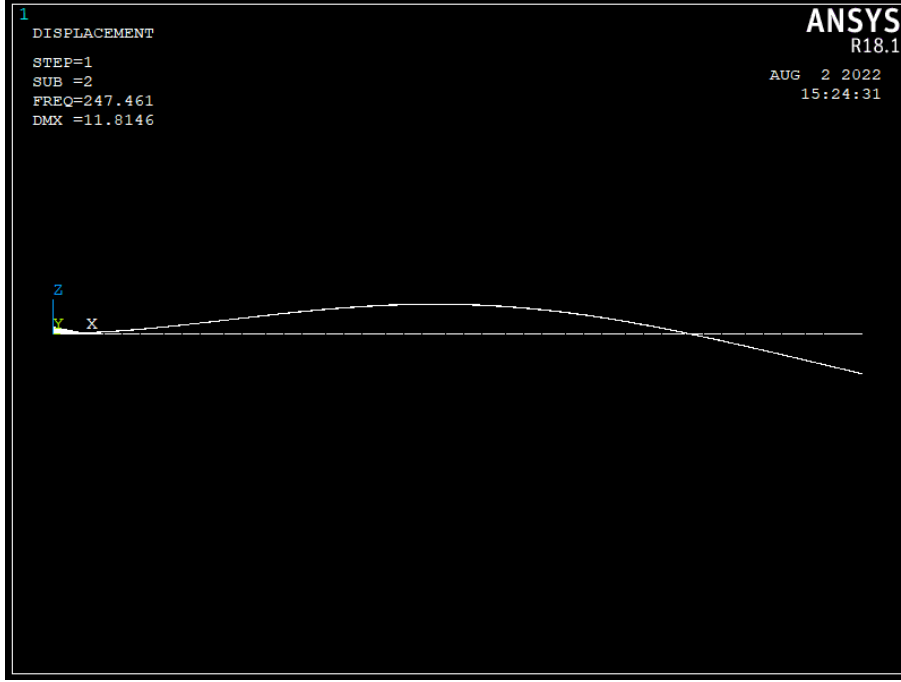 1
DISPLACEMENT
STEP=1
SUB =2
FREQ=247.461
DMX =11.8146
ANSYS
R18.1
AUG  2 2022
15:24:31
Z
Y
X